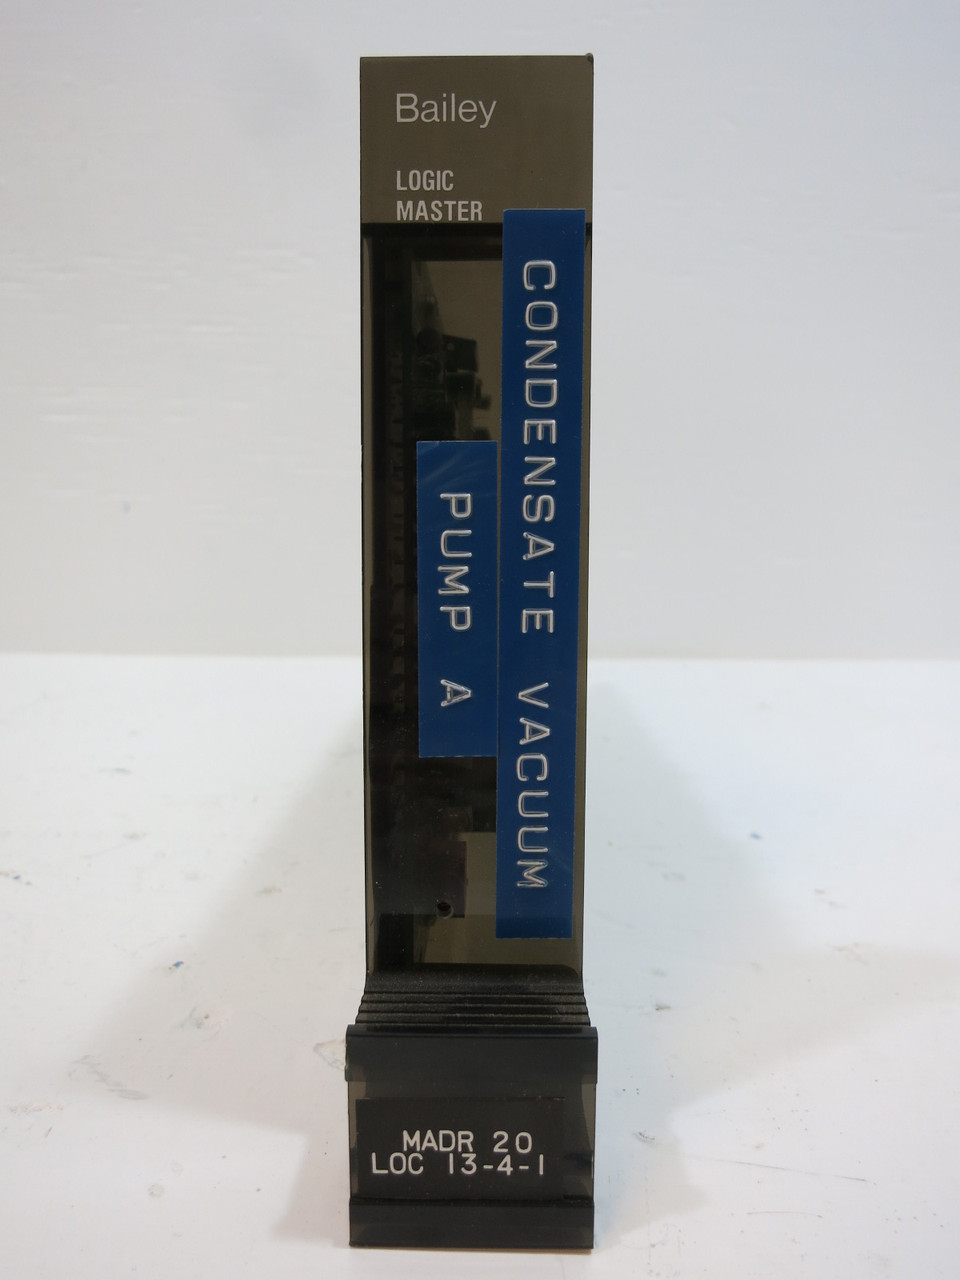 Bailey
LOGIC
MASTER
CONDENSATE VACUUM
PUMP A
MADR 20
LOC 13-4-1